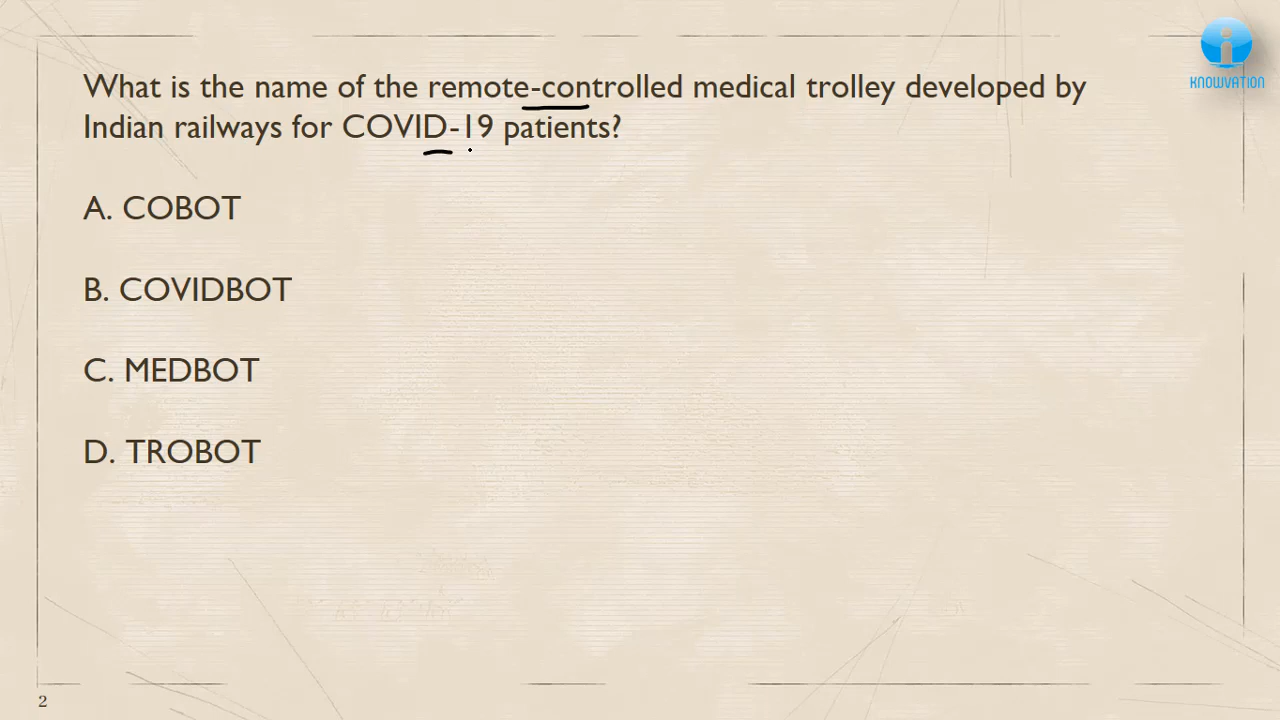 What is the name of the remote-controlled medical trolley developed by
Indian railways for COVID-19 patients?
A. COBOT
B. COVIDBOT
C. MEDBOT
D. TROBOT
KNOWVATION
2